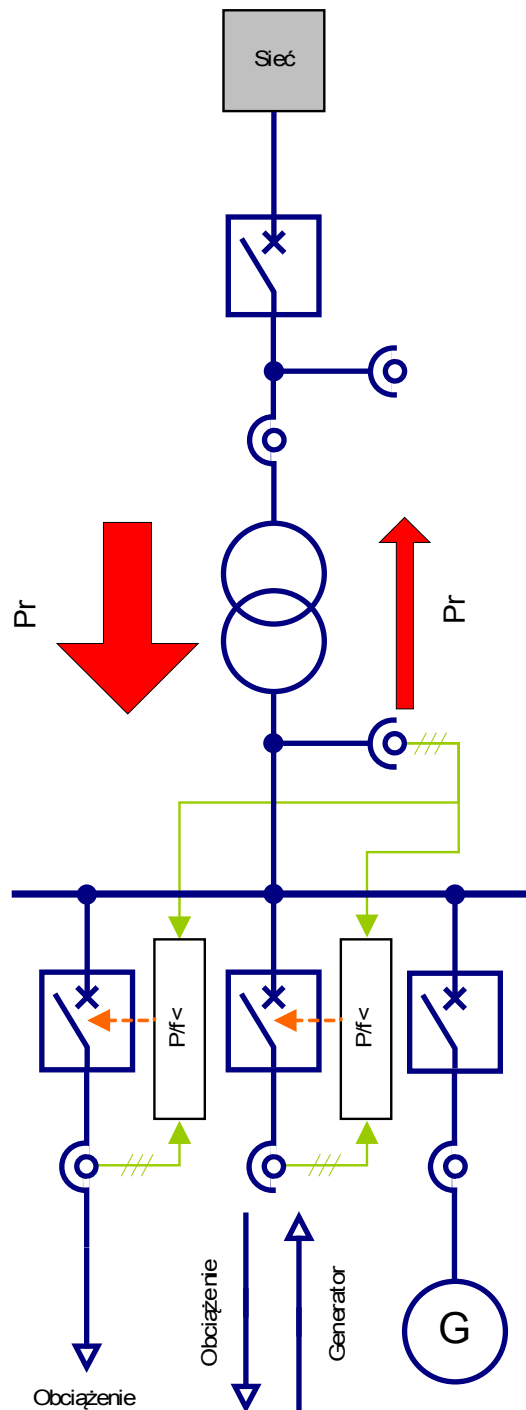 Sieć
Pr
Pr
P/f<
P/f<
Obciążenie
Generator
G
Obciążenie